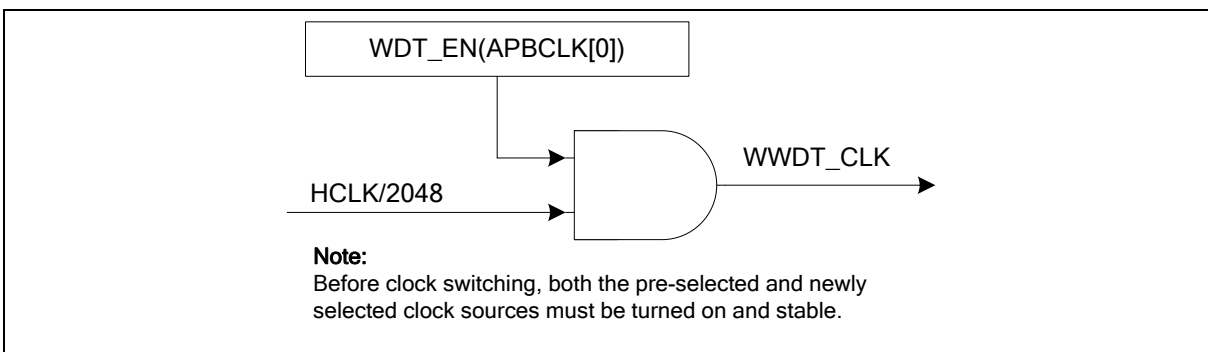 WDT_EN(APBCLK[0])
WWDT_CLK
HCLK/2048
Note:
Before clock switching, both the pre-selected and newly
selected clock sources must be turned on and stable.